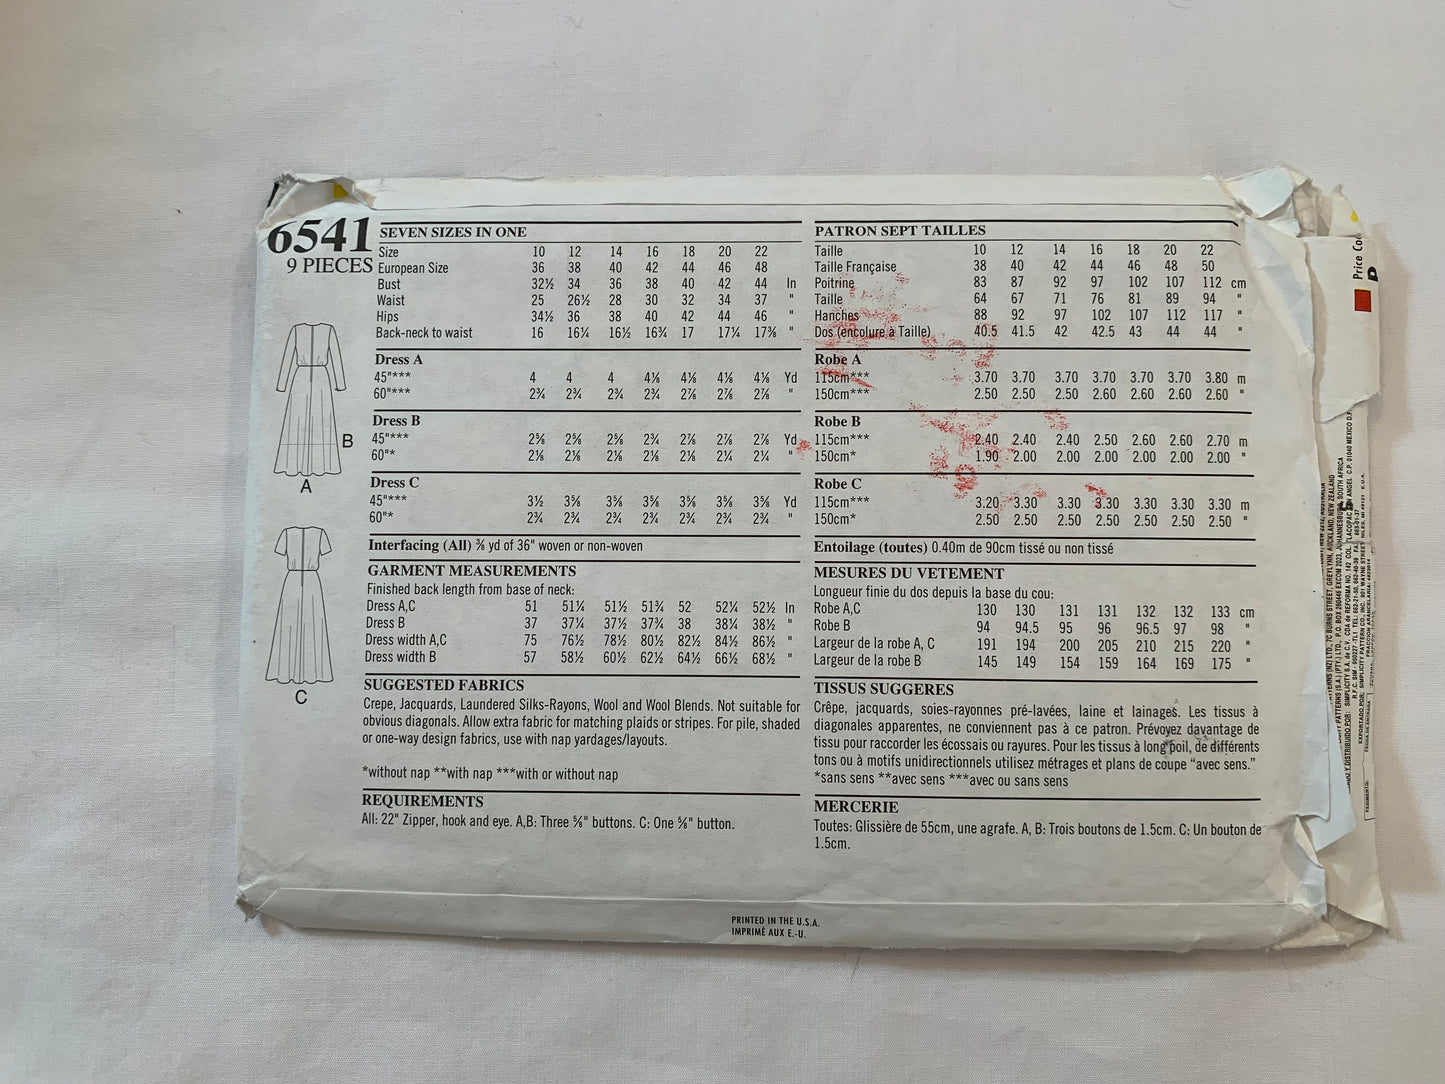 6541
9 PIECES
SEVEN SIZES IN ONE
Size 10 12 14 16 18 20 22
European Size 36 38 40 42 44 46 48
Bust 32½ 34 36 38 40 42 44 In
Waist 25 26½ 28 30 32 34 37 "
Hips 34½ 36 38 40 42 44 46 "
Back-neck to waist 16 16¼ 16½ 16¾ 17 17¼ 17⅜ "
Dress A
45"*** 4 4 4 4⅛ 4⅛ 4⅛ 4⅛ Yd
60"*** 2¾ 2¾ 2¾ 2¾ 2⅞ 2⅞ 2⅞ "
Dress B
45"*** 2⅝ 2⅝ 2⅝ 2¾ 2⅞ 2⅞ 2⅞ Yd
60"* 2⅛ 2⅛ 2⅛ 2⅛ 2¼ 2¼ 2¼ "
Dress C
45"*** 3½ 3⅝ 3⅝ 3⅝ 3⅝ 3⅝ 3⅝ Yd
60"* 2¾ 2¾ 2¾ 2¾ 2¾ 2¾ 2¾ "
Interfacing (All) ⅜ yd of 36" woven or non-woven
GARMENT MEASUREMENTS
Finished back length from base of neck:
Dress A,C 51 51¼ 51½ 51¾ 52 52¼ 52½ In
Dress B 37 37¼ 37½ 37¾ 38 38¼ 38½ "
Dress width A,C 75 76½ 78½ 80½ 82½ 84½ 86½ "
Dress width B 57 58½ 60½ 62½ 64½ 66½ 68½ "
SUGGESTED FABRICS
Crepe, Jacquards, Laundered Silks-Rayons, Wool and Wool Blends. Not suitable for
obvious diagonals. Allow extra fabric for matching plaids or stripes. For pile, shaded
or one-way design fabrics, use with nap yardages/layouts.
*without nap **with nap ***with or without nap
REQUIREMENTS
All: 22" Zipper, hook and eye. A,B: Three ⅝" buttons. C: One ⅝" button.
B
A
C
PATRON SEPT TAILLES
Taille 10 12 14 16 18 20 22
Taille Française 38 40 42 44 46 48 50
Poitrine 83 87 92 97 102 107 112 cm
Taille 64 67 71 76 81 89 94 "
Hanches 88 92 97 102 107 112 117 "
Dos (encolure à Taille) 40.5 41.5 42 42.5 43 44 44 "
Robe A
115cm*** 3.70 3.70 3.70 3.70 3.70 3.70 3.80 m
150cm*** 2.50 2.50 2.50 2.60 2.60 2.60 2.60 "
Robe B
115cm*** 2.40 2.40 2.40 2.50 2.60 2.60 2.70 m
150cm* 1.90 2.00 2.00 2.00 2.00 2.00 2.00 "
Robe C
115cm*** 3.20 3.30 3.30 3.30 3.30 3.30 3.30 m
150cm* 2.50 2.50 2.50 2.50 2.50 2.50 2.50 "
Entoilage (toutes) 0.40m de 90cm tissé ou non tissé
MESURES DU VETEMENT
Longueur finie du dos depuis la base du cou:
Robe A,C 130 130 131 131 132 132 133 cm
Robe B 94 94.5 95 96 96.5 97 98 "
Largeur de la robe A, C 191 194 200 205 210 215 220 "
Largeur de la robe B 145 149 154 159 164 169 175 "
TISSUS SUGGERES
Crêpe, jacquards, soies-rayonnes pré-lavées, laine et lainages. Les tissus à
diagonales apparentes, ne conviennent pas à ce patron. Prévoyez davantage de
tissu pour raccorder les écossais ou rayures. Pour les tissus à long poil, de différents
tons ou à motifs unidirectionnels utilisez métrages et plans de coupe "avec sens."
*sans sens **avec sens ***avec ou sans sens
MERCERIE
Toutes: Glissière de 55cm, une agrafe. A, B: Trois boutons de 1.5cm. C: Un bouton de
1.5cm.
PRINTED IN THE U.S.A.
IMPRIMÉ AUX E.-U.
Price